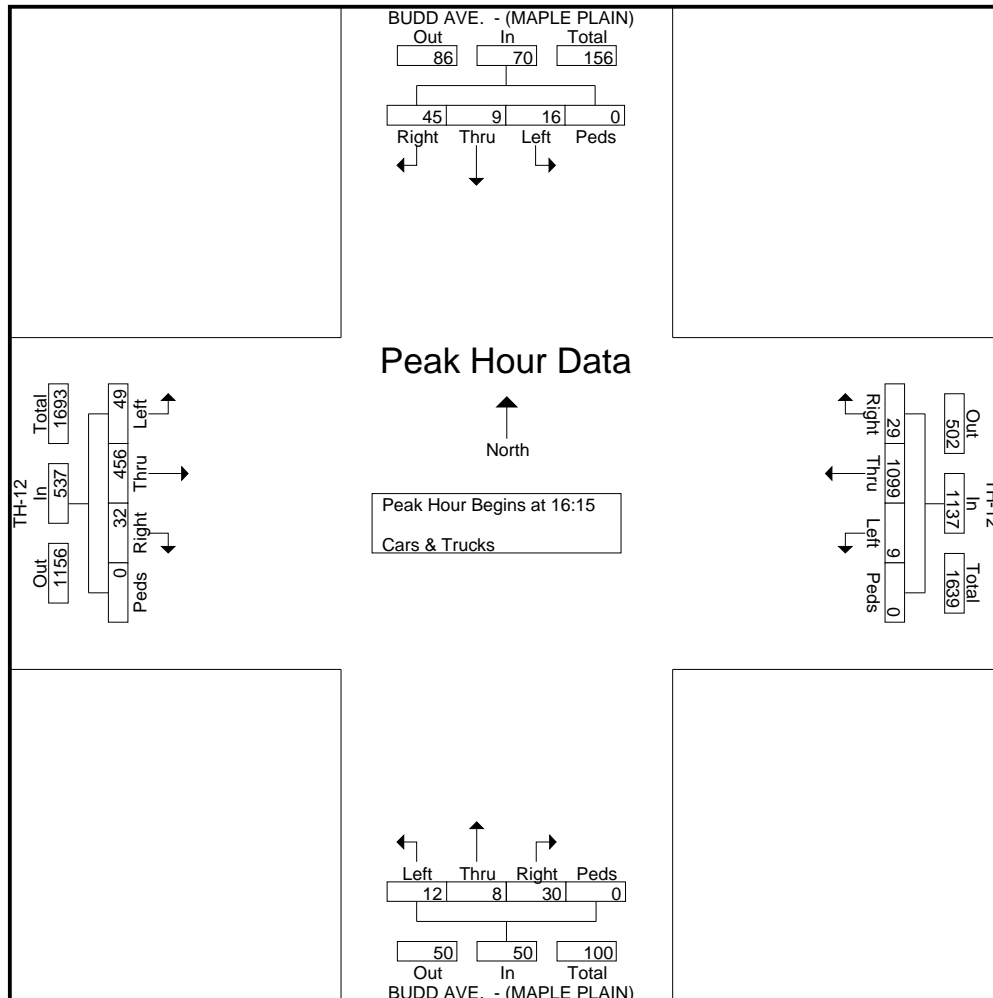 BUDD AVE. - (MAPLE PLAIN)
Out In Total
86 70 156
45 9 16 0
Right Thru Left Peds
Peak Hour Data
North
Peak Hour Begins at 16:15
Cars & Trucks
TH-12
Total In Out
1693 537 1156
49 456 32 0
Left Thru Right Peds
Right Thru Left Peds
29 1099 9 0
502 1137 1639
Out In Total
TH-12
Left Thru Right Peds
12 8 30 0
50 50 100
Out In Total
BUDD AVE. - (MAPLE PLAIN)